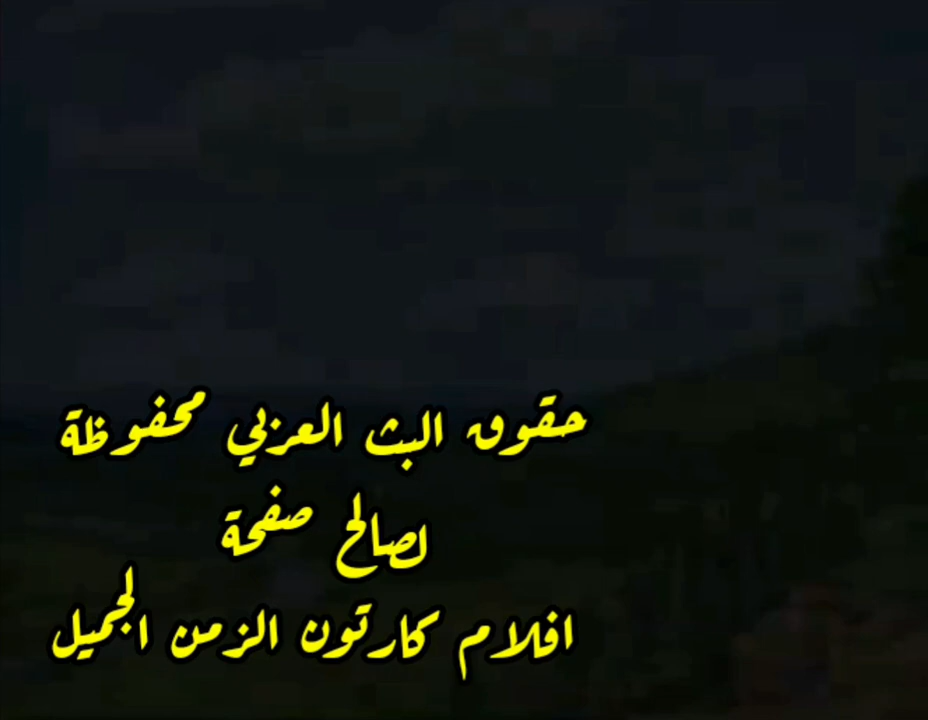 حقوق البث العربي محفوظة
لصالح صفحة
افلام كارتون الزمن الجميل